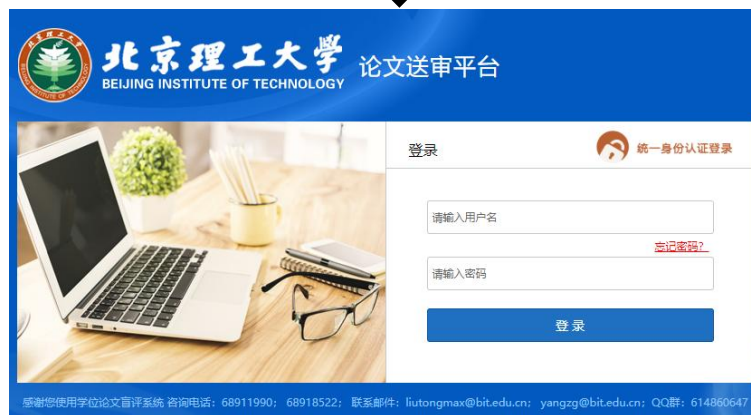 北京理工大学
BEIJING INSTITUTE OF TECHNOLOGY
论文送审平台
登录
统一身份认证登录
请输入用户名
忘记密码?
请输入密码
登 录
感谢您使用学位论文盲评系统 咨询电话：68911990； 68918522； 联系邮件：liutongmax@bit.edu.cn； yangzg@bit.edu.cn；QQ群：614860647